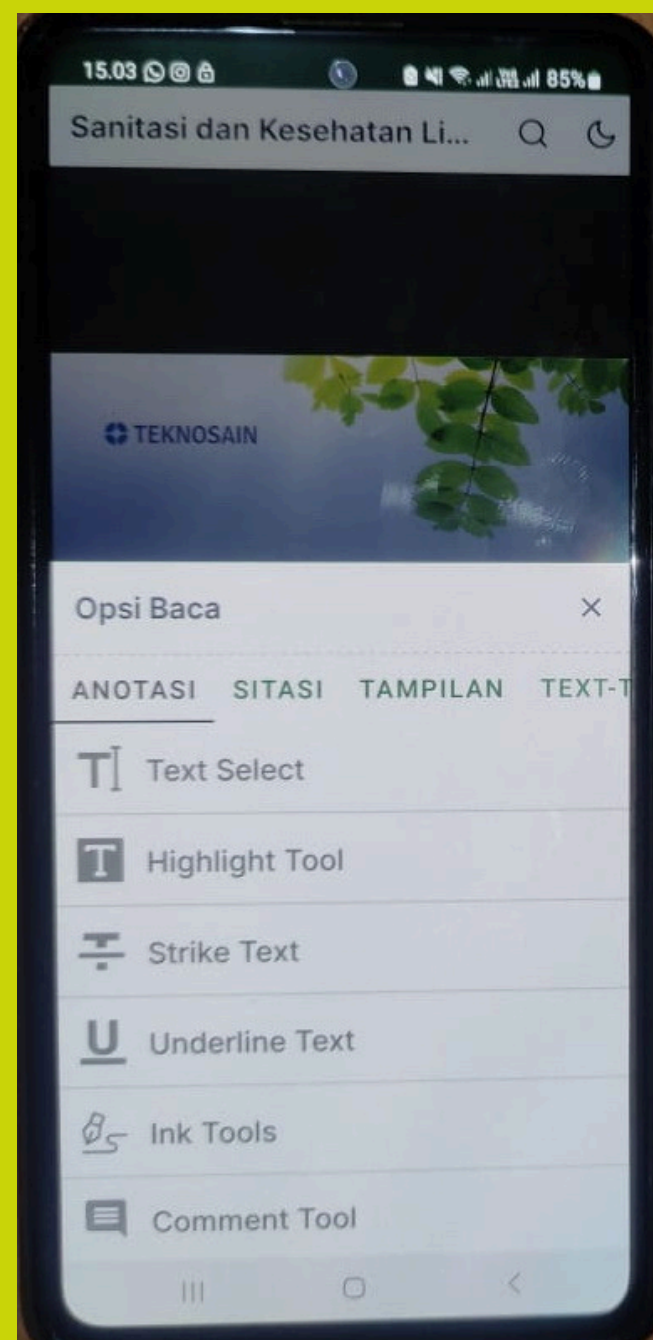 15.03 85%
Sanitasi dan Kesehatan Li...
TEKNOSAIN
Opsi Baca
ANOTASI SITASI TAMPILAN TEXT-T
Text Select
Highlight Tool
Strike Text
Underline Text
Ink Tools
Comment Tool